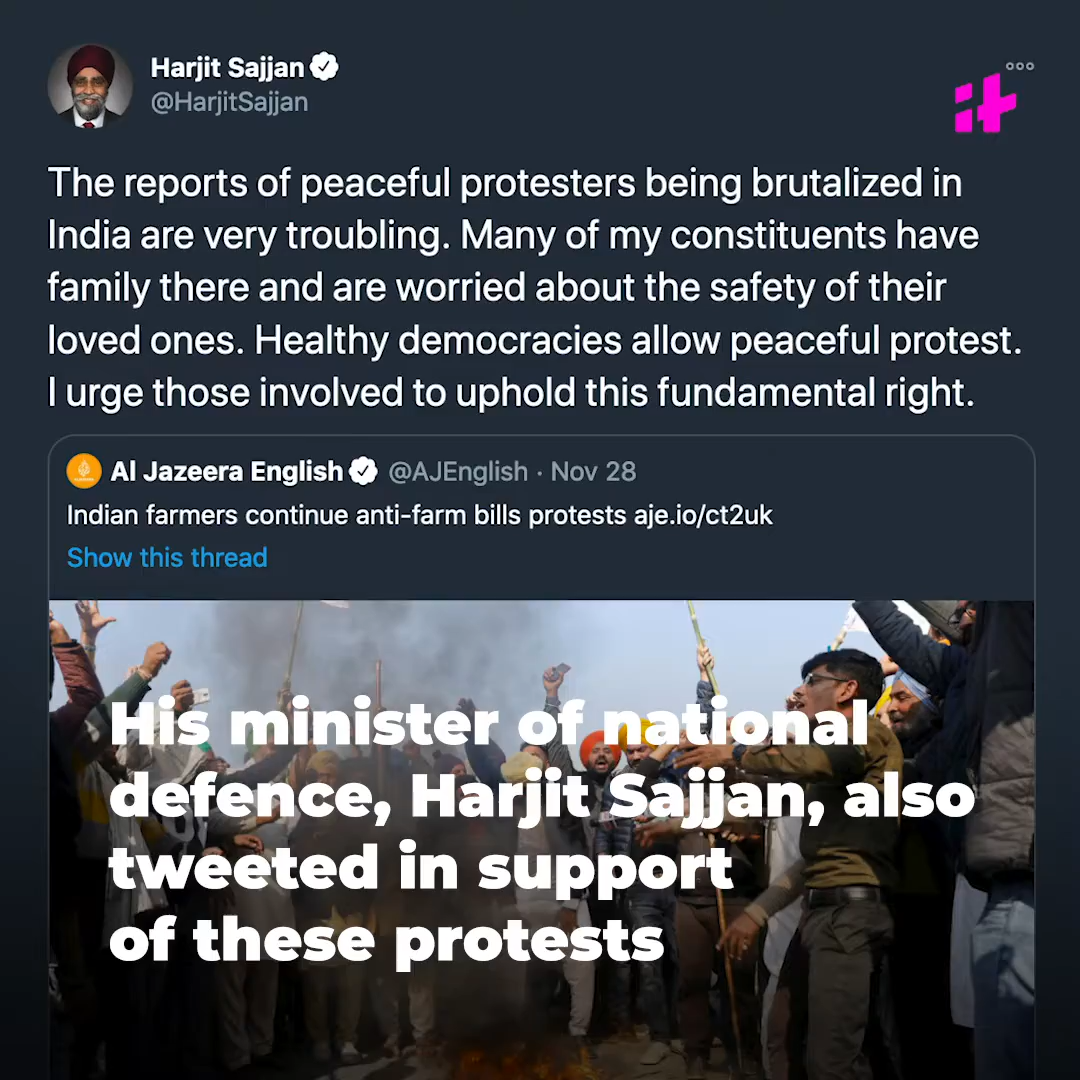 Harjit Sajjan
@HarjitSajjan
The reports of peaceful protesters being brutalized in
India are very troubling. Many of my constituents have
family there and are worried about the safety of their
loved ones. Healthy democracies allow peaceful protest.
I urge those involved to uphold this fundamental right.
Al Jazeera English @AJEnglish · Nov 28
Indian farmers continue anti-farm bills protests aje.io/ct2uk
Show this thread
His minister of national
defence, Harjit Sajjan, also
tweeted in support
of these protests